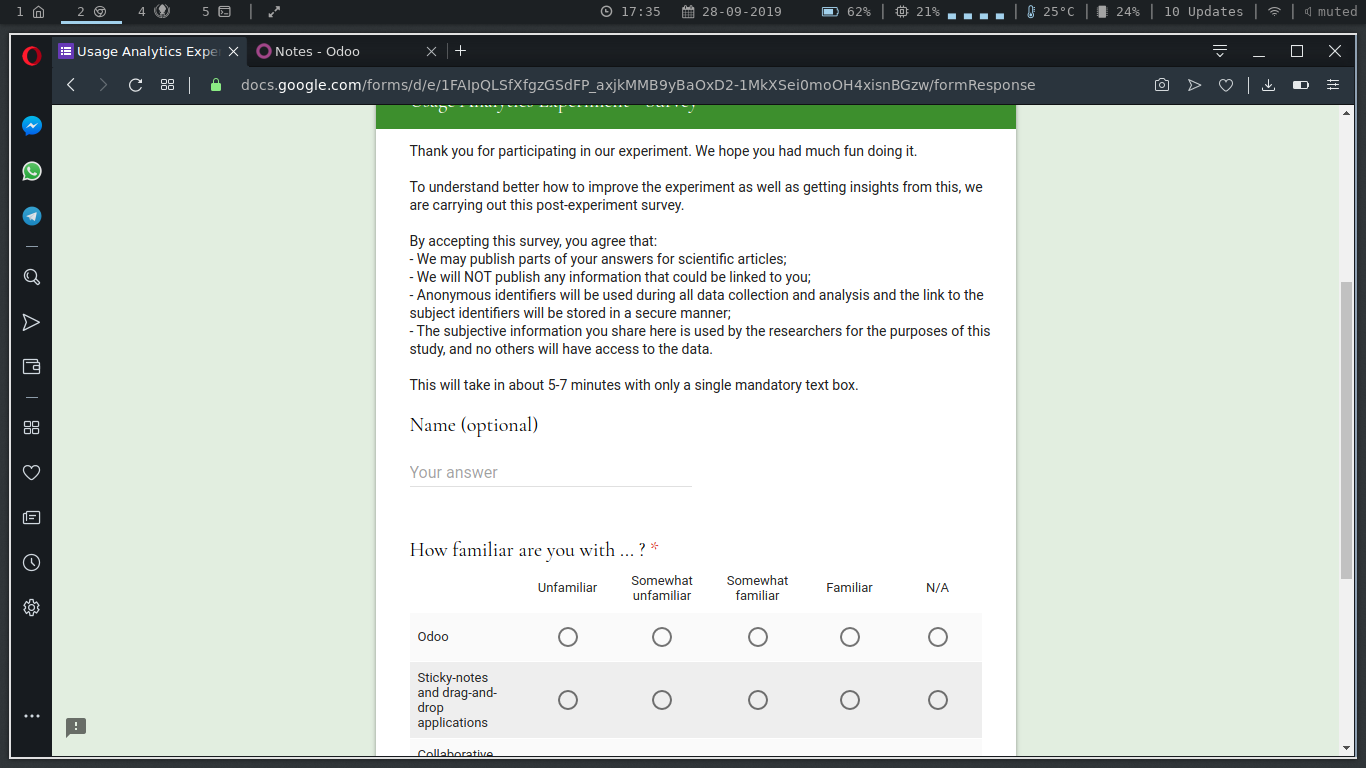 1 2 4 5 17:35 28-09-2019 62% 21% 25°C 24% 10 Updates muted
Usage Analytics Expe Notes - Odoo
docs.google.com/forms/d/e/1FAIpQLSfXfgzGSdFP_axjkMMB9yBaOxD2-1MkXSei0moOH4xisnBGzw/formResponse
Usage Analytics Experiment - Survey
Thank you for participating in our experiment. We hope you had much fun doing it.
To understand better how to improve the experiment as well as getting insights from this, we
are carrying out this post-experiment survey.
By accepting this survey, you agree that:
- We may publish parts of your answers for scientific articles;
- We will NOT publish any information that could be linked to you;
- Anonymous identifiers will be used during all data collection and analysis and the link to the
subject identifiers will be stored in a secure manner;
- The subjective information you share here is used by the researchers for the purposes of this
study, and no others will have access to the data.
This will take in about 5-7 minutes with only a single mandatory text box.
Name (optional)
Your answer
How familiar are you with ... ? *
Unfamiliar Somewhat unfamiliar Somewhat familiar Familiar N/A
Odoo
Sticky-notes
and drag-and-
drop
applications
Collaborative